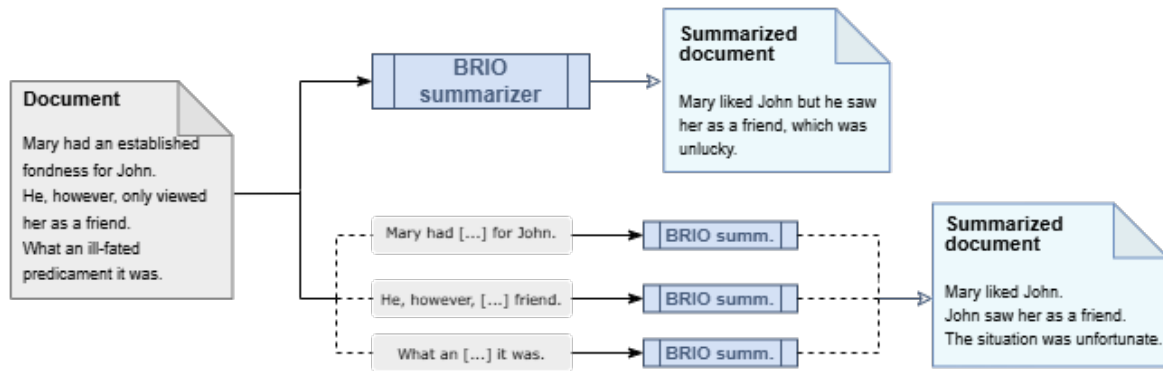 Document
Mary had an established
fondness for John.
He, however, only viewed
her as a friend.
What an ill-fated
predicament it was.
BRIO
summarizer
Summarized
document
Mary liked John but he saw
her as a friend, which was
unlucky.
Mary had [...] for John.
BRIO summ.
He, however, [...] friend.
BRIO summ.
What an [...] it was.
BRIO summ.
Summarized
document
Mary liked John.
John saw her as a friend.
The situation was unfortunate.